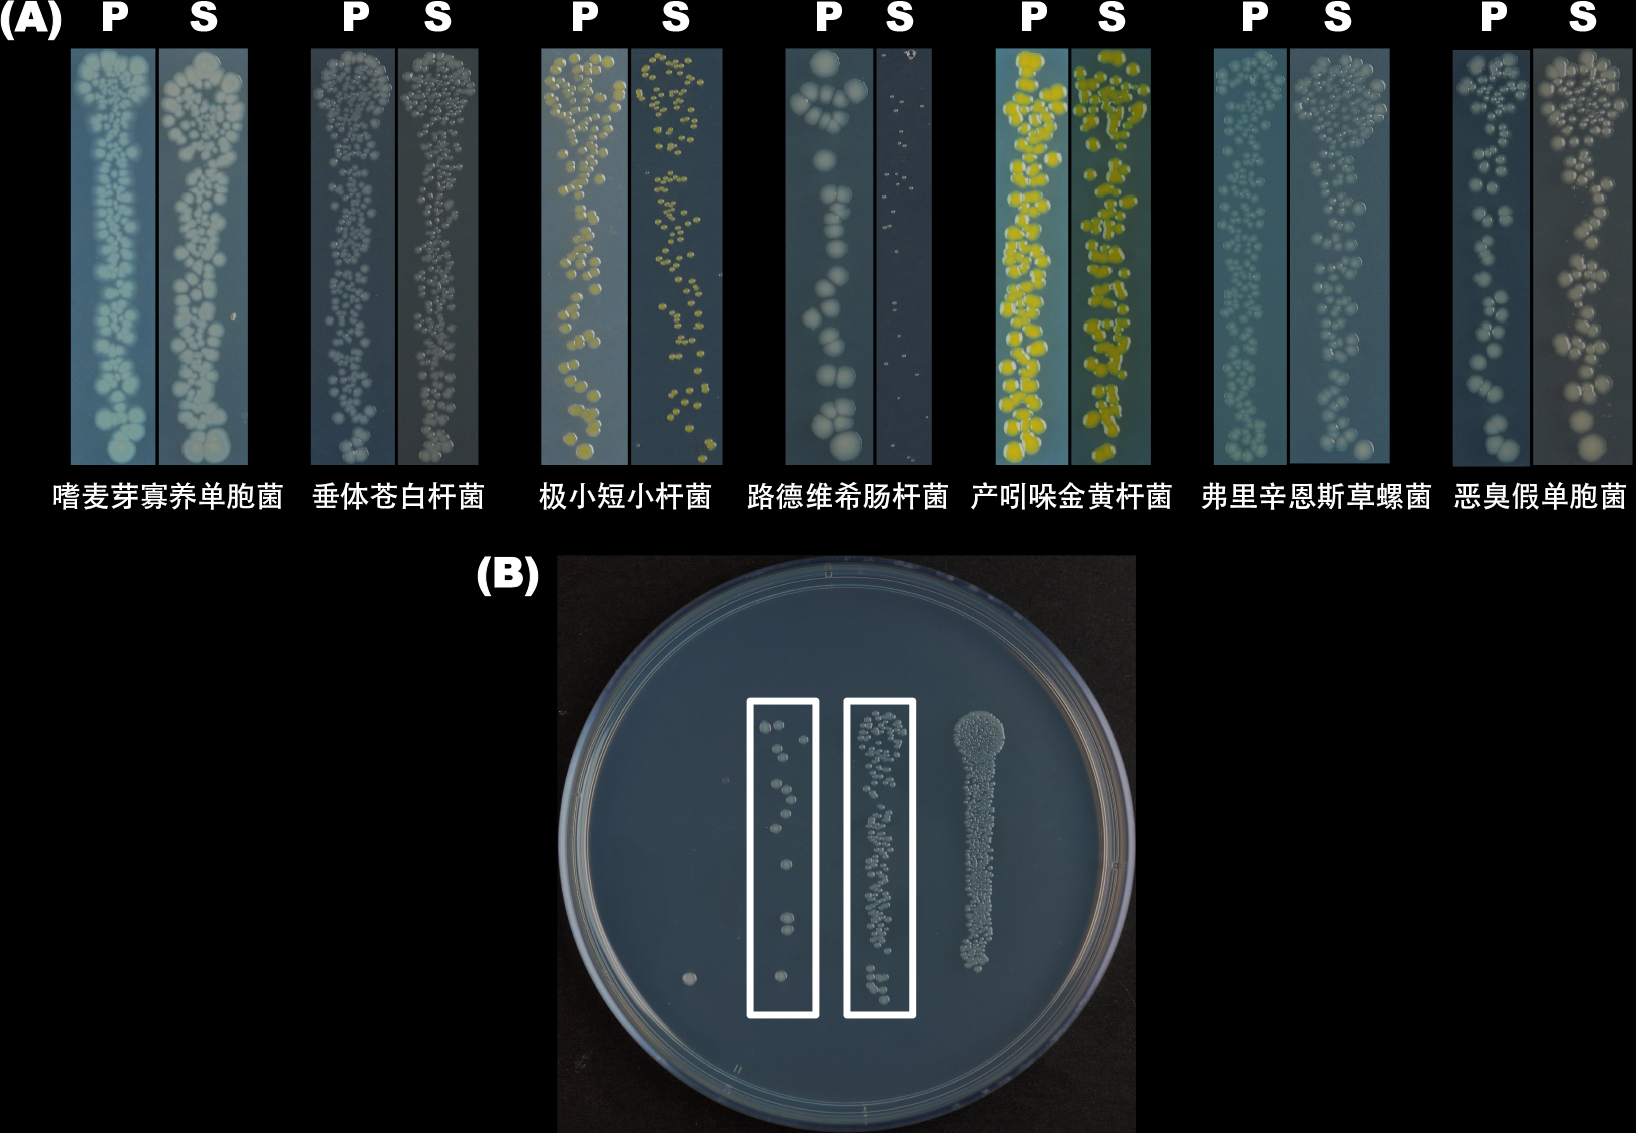 (A) P S P S P S P S P S P S P S
嗜麦芽寡养单胞菌 垂体苍白杆菌 极小短小杆菌 路德维希肠杆菌 产吲哚金黄杆菌 弗里辛恩斯草螺菌 恶臭假单胞菌
(B)